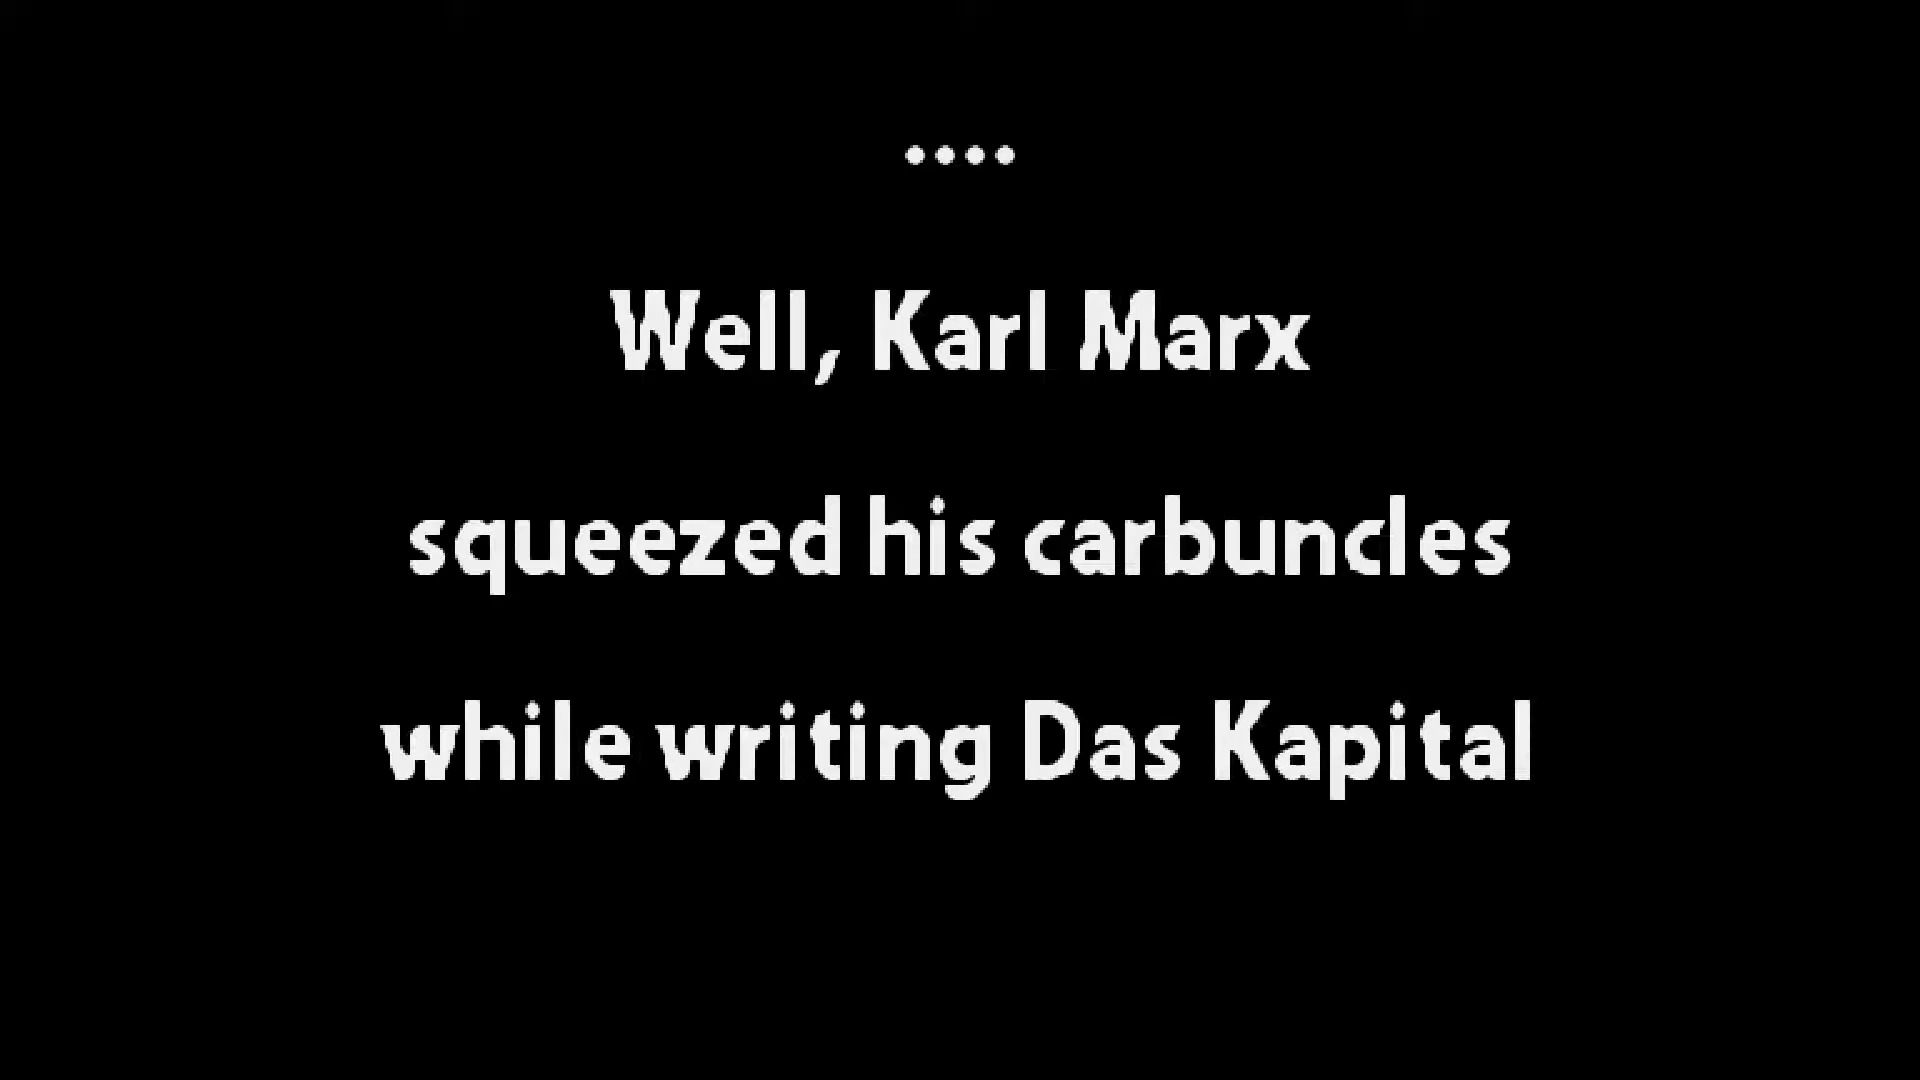 ....
Well, Karl Marx
squeezed his carbuncles
while writing Das Kapital